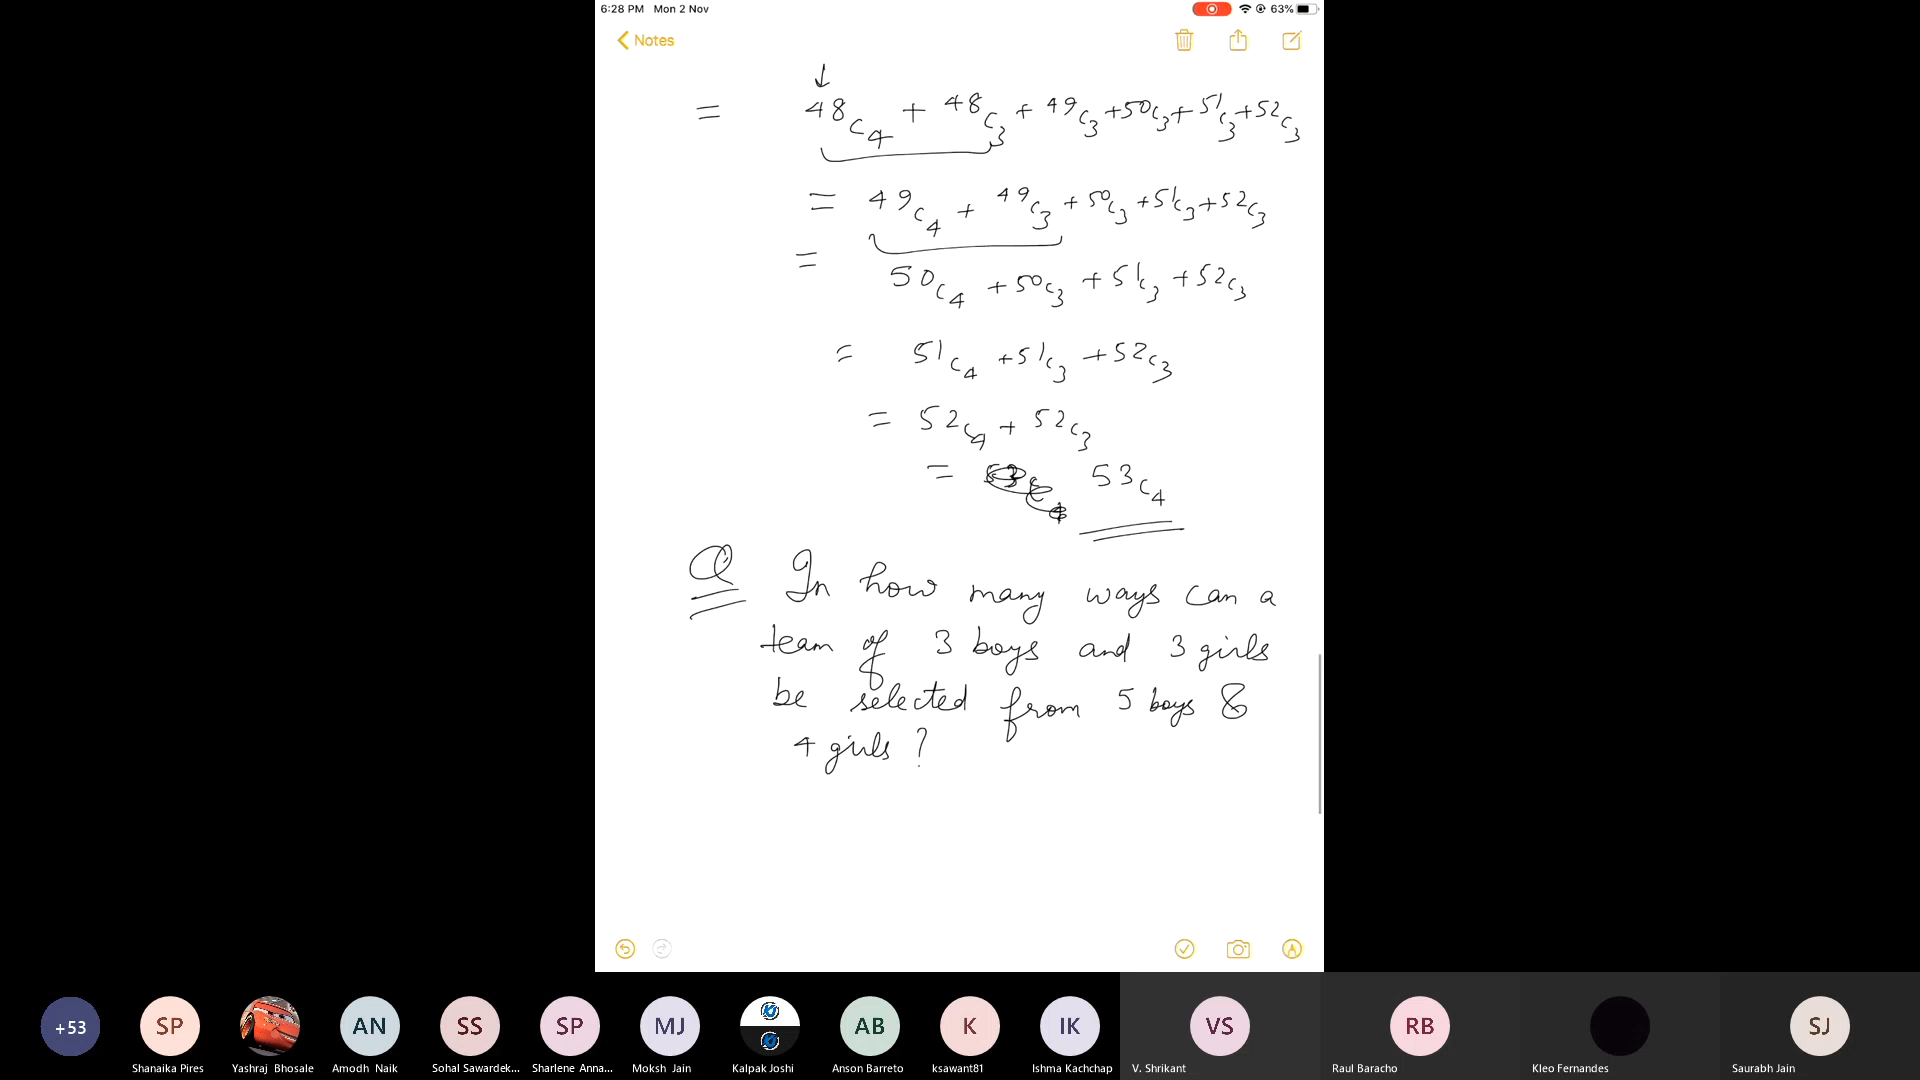 6:28 PM Mon 2 Nov
63%
Notes
↓
= 48C4 + 48C3 + 49C3 + 50C3 + 51C3 + 52C3
= 49C4 + 49C3 + 50C3 + 51C3 + 52C3
= 50C4 + 50C3 + 51C3 + 52C3
= 51C4 + 51C3 + 52C3
= 52C4 + 52C3
= 53C4
Q In how many ways can a
team of 3 boys and 3 girls
be selected from 5 boys &
4 girls ?
+53 SP AN SS SP MJ AB K IK VS RB SJ
Shanaika Pires Yashraj Bhosale Amodh Naik Sohal Sawardek... Sharlene Anna... Moksh Jain Kalpak Joshi Anson Barreto ksawant81 Ishma Kachchap V. Shrikant Raul Baracho Kleo Fernandes Saurabh Jain